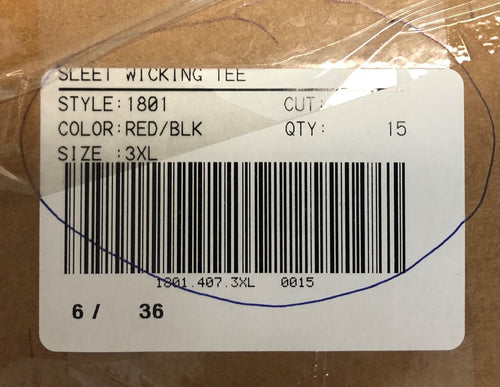 SLEET WICKING TEE
STYLE:1801 CUT:
COLOR:RED/BLK QTY: 15
SIZE :3XL
1801.407.3XL 0015
6 / 36